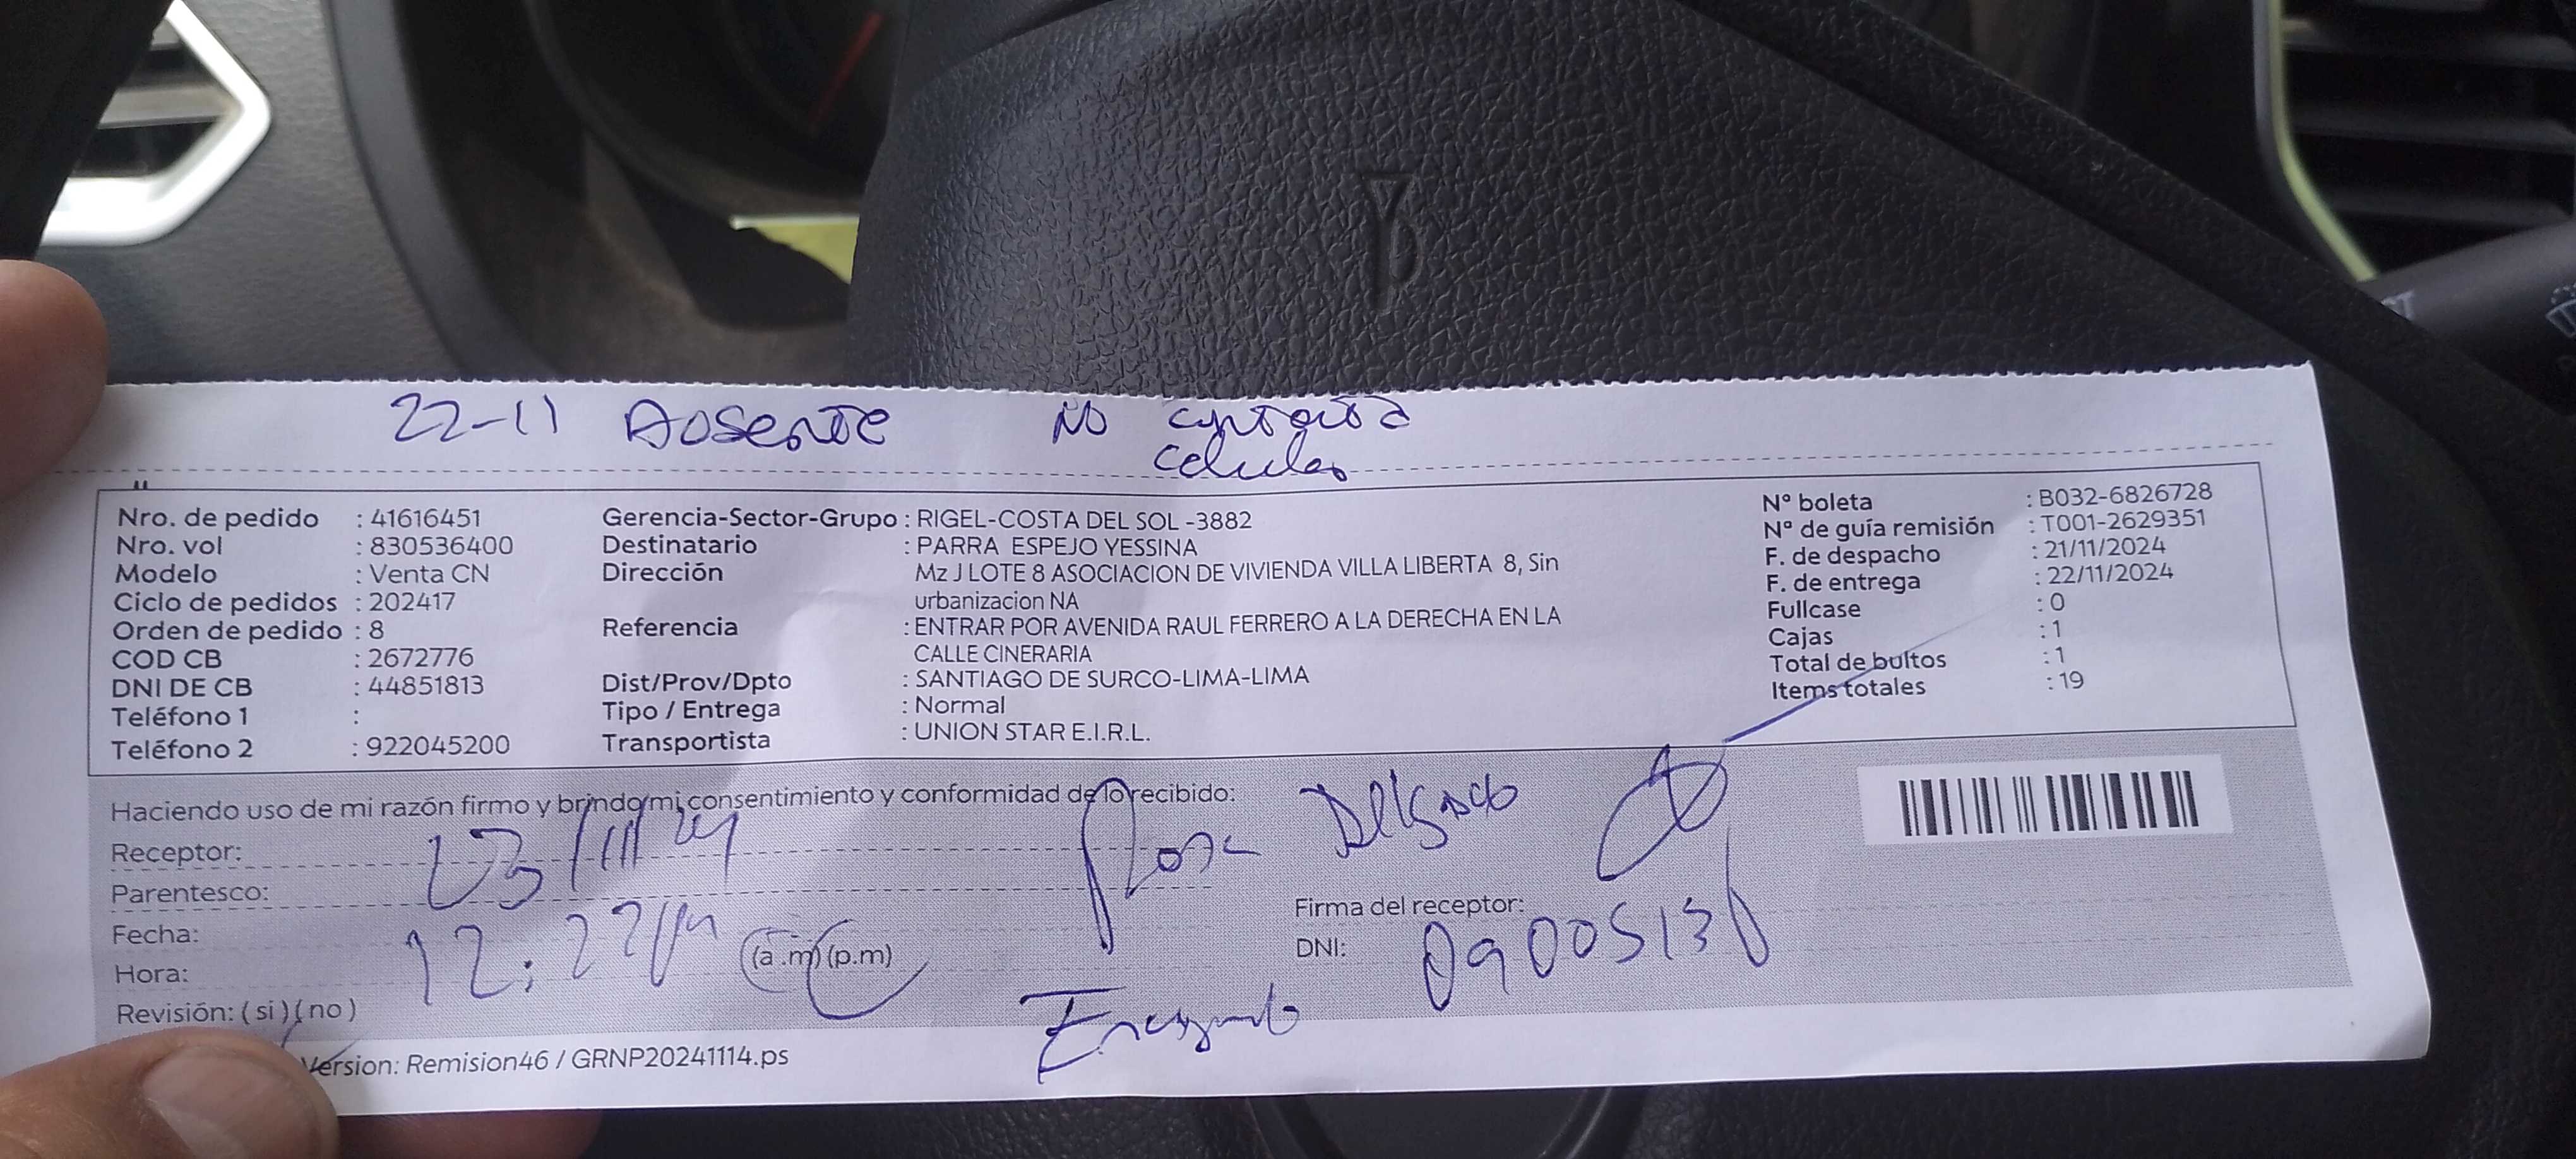 22-11 Ausente no contesta
celular
Nro. de pedido : 41616451
Nro. vol : 830536400
Modelo : Venta CN
Ciclo de pedidos : 202417
Orden de pedido : 8
COD CB : 2672776
DNI DE CB : 44851813
Teléfono 1 :
Teléfono 2 : 922045200
Gerencia-Sector-Grupo : RIGEL-COSTA DEL SOL -3882
Destinatario : PARRA ESPEJO YESSINA
Dirección Mz J LOTE 8 ASOCIACION DE VIVIENDA VILLA LIBERTA 8, Sin
urbanizacion NA
Referencia : ENTRAR POR AVENIDA RAUL FERRERO A LA DERECHA EN LA
CALLE CINERARIA
Dist/Prov/Dpto : SANTIAGO DE SURCO-LIMA-LIMA
Tipo / Entrega : Normal
Transportista : UNION STAR E.I.R.L.
N° boleta : B032-6826728
N° de guía remisión : T001-2629351
F. de despacho : 21/11/2024
F. de entrega : 22/11/2024
Fullcase : 0
Cajas : 1
Total de bultos : 1
Items totales : 19
Haciendo uso de mi razón firmo y brindo mi consentimiento y conformidad de lo recibido:
Receptor: 23/11/24 Rosa Delgado
Parentesco:
Fecha:
Hora: 12:27 (a.m) (p.m)
Revisión: ( si ) ( no )
Firma del receptor:
DNI:
Version: Remision46 / GRNP20241114.ps